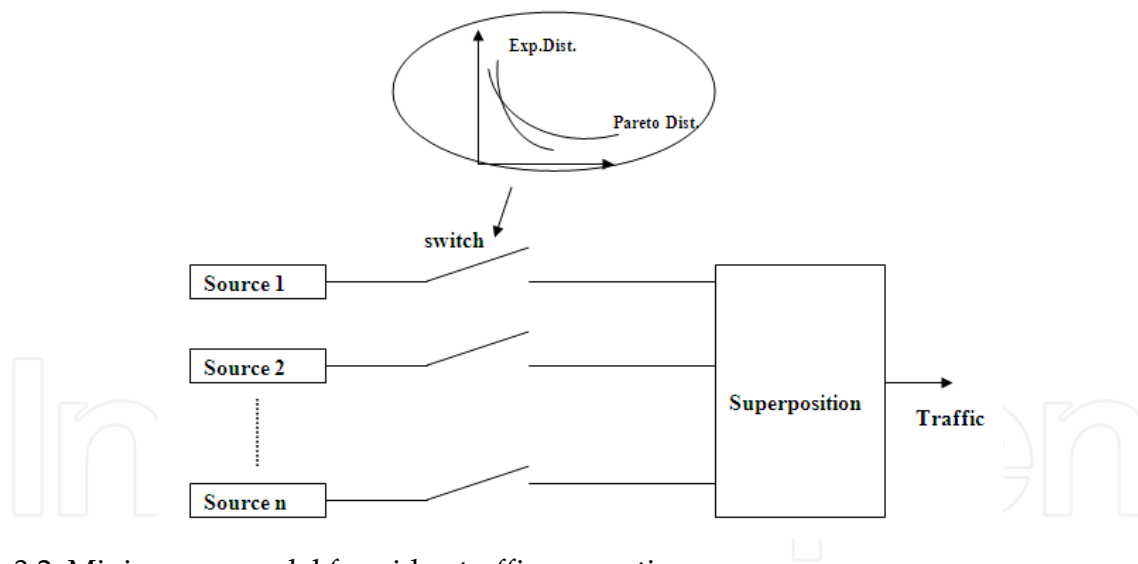 Exp.Dist.
Pareto Dist.
switch
Source 1
Source 2
Superposition
Traffic
Source n